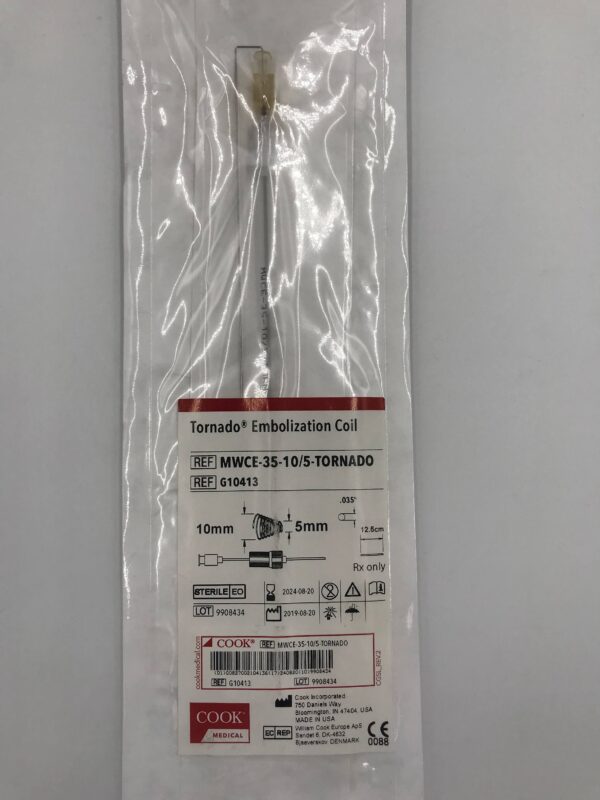 Tornado® Embolization Coil
REF MWCE-35-10/5-TORNADO
REF G10413
.035"
10mm 5mm
12.5cm
Rx only
STERILE EO 2024-08-20
LOT 9908434 2019-08-20
cookmedical.com
COOK® REF MWCE-35-10/5-TORNADO
REF G10413 LOT 9908434
COOK
MEDICAL
Cook Incorporated
750 Daniels Way
Bloomington, IN 47404, USA
MADE IN USA
EC REP William Cook Europe ApS
Sandet 6, DK-4632
Bjaeverskov, DENMARK
CE
0088